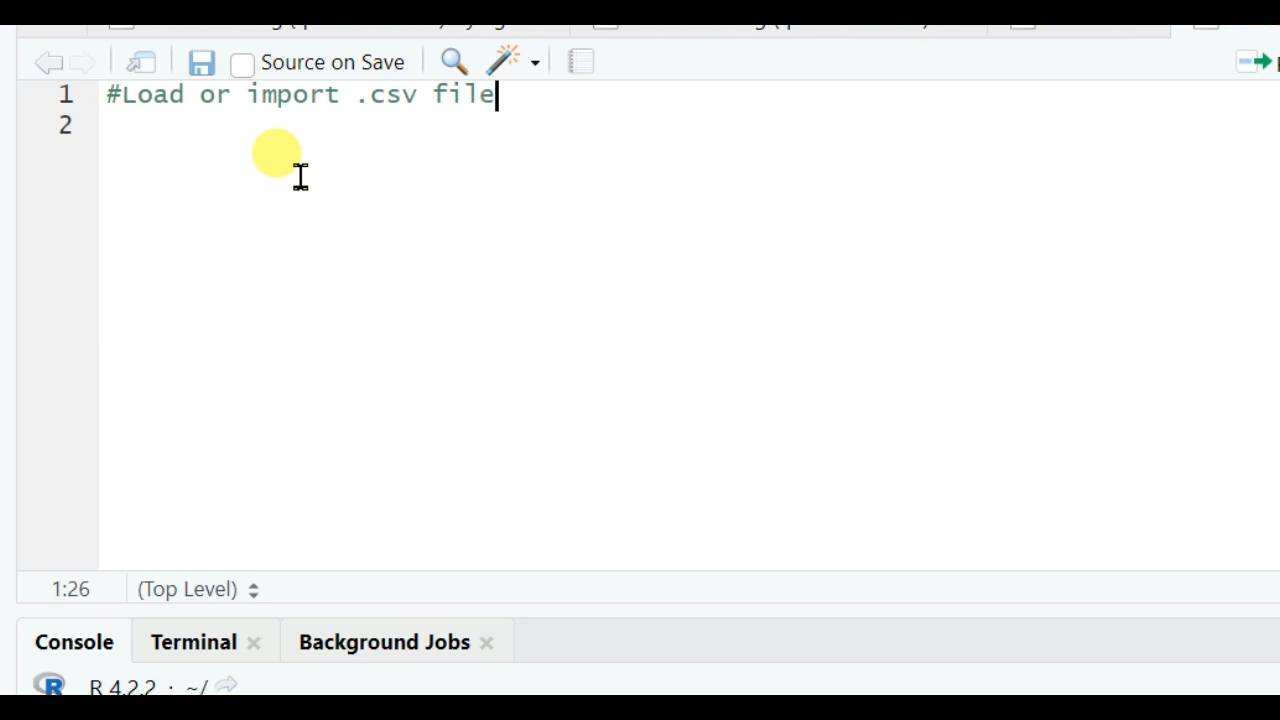 Source on Save
1 #Load or import .csv file
2
1:26 (Top Level)
Console Terminal Background Jobs
R R 4.2.2 · ~/